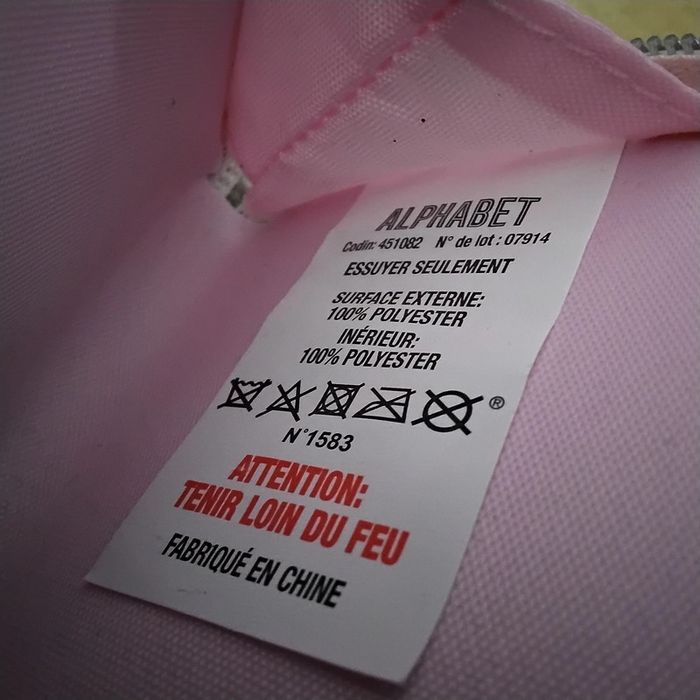 ALPHABET
Codin: 451082 N° de lot : 07914
ESSUYER SEULEMENT
SURFACE EXTERNE:
100% POLYESTER
INÉRIEUR:
100% POLYESTER
®
N°1583
ATTENTION:
TENIR LOIN DU FEU
FABRIQUÉ EN CHINE